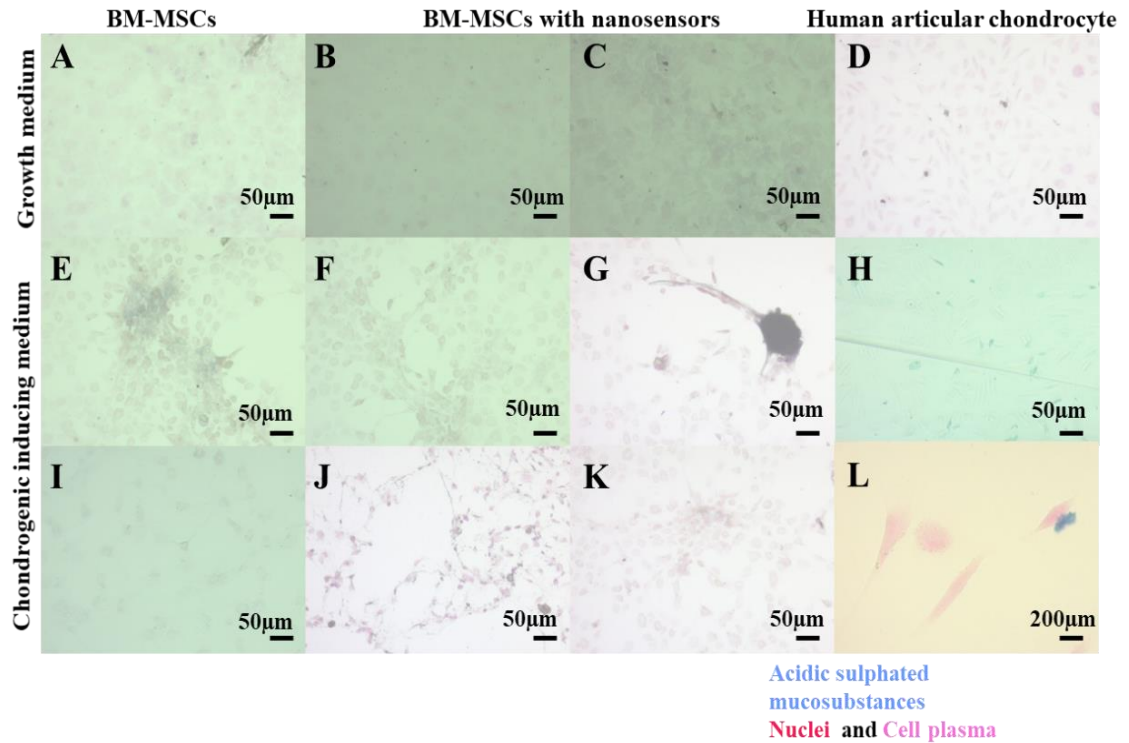 BM-MSCs
BM-MSCs with nanosensors
Human articular chondrocyte
Growth medium
A
50μm
B
50μm
C
50μm
D
50μm
Chondrogenic inducing medium
E
50μm
F
50μm
G
50μm
H
50μm
I
50μm
J
50μm
K
50μm
L
200μm
Acidic sulphated
mucosubstances
Nuclei and Cell plasma